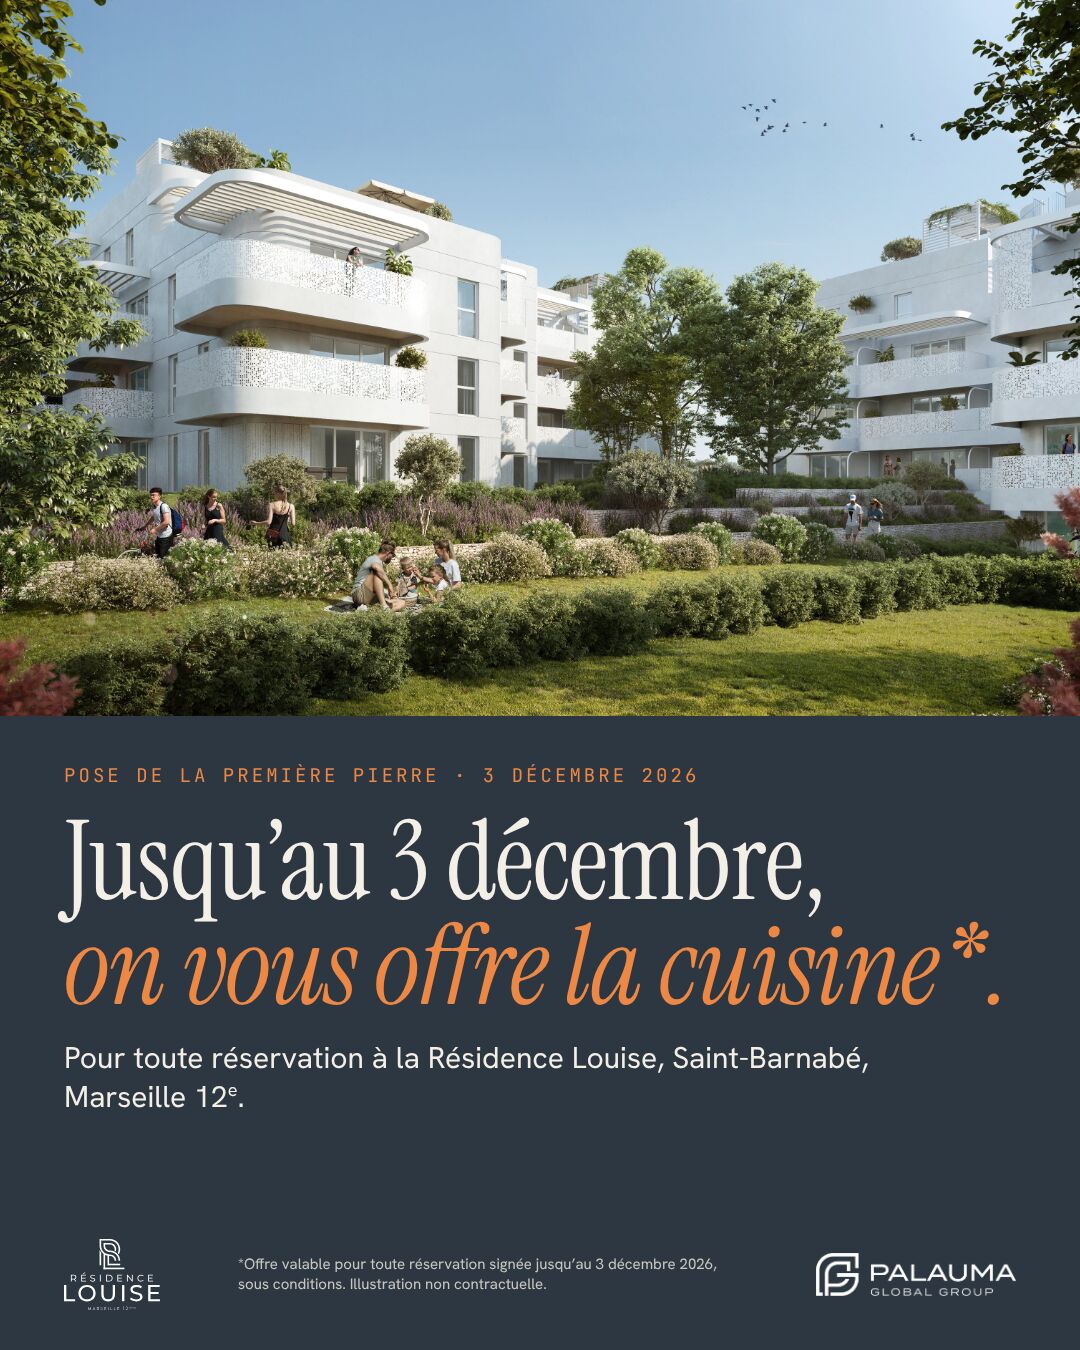 POSE DE LA PREMIÈRE PIERRE · 3 DÉCEMBRE 2026
Jusqu’au 3 décembre,
on vous offre la cuisine*.
Pour toute réservation à la Résidence Louise, Saint-Barnabé,
Marseille 12ᵉ.
RÉSIDENCE
LOUISE
MARSEILLE 12ᵉᵐᵉ
*Offre valable pour toute réservation signée jusqu’au 3 décembre 2026,
sous conditions. Illustration non contractuelle.
PALAUMA
GLOBAL GROUP